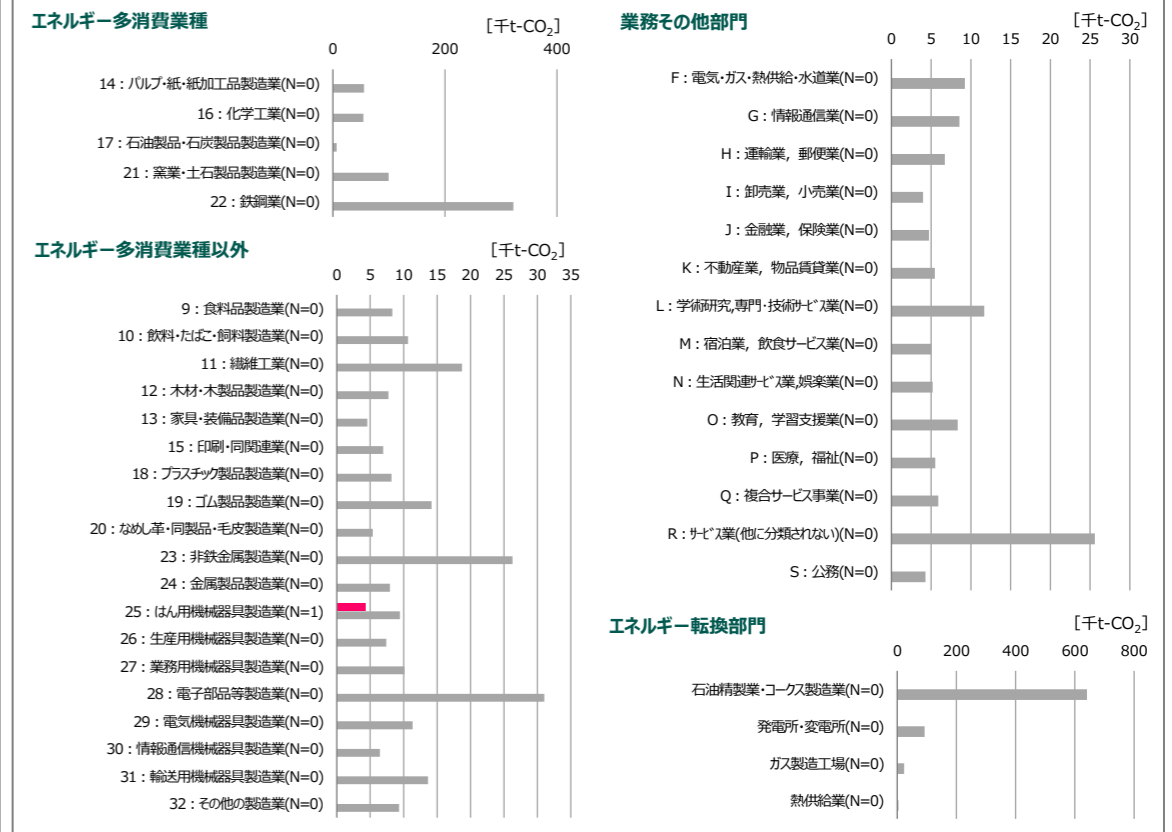 エネルギー多消費業種
[千t-CO2]
0 200 400
14：パルプ・紙・紙加工品製造業(N=0)
16：化学工業(N=0)
17：石油製品・石炭製品製造業(N=0)
21：窯業・土石製品製造業(N=0)
22：鉄鋼業(N=0)
エネルギー多消費業種以外
[千t-CO2]
0 5 10 15 20 25 30 35
9：食料品製造業(N=0)
10：飲料・たばこ・飼料製造業(N=0)
11：繊維工業(N=0)
12：木材・木製品製造業(N=0)
13：家具・装備品製造業(N=0)
15：印刷・同関連業(N=0)
18：プラスチック製品製造業(N=0)
19：ゴム製品製造業(N=0)
20：なめし革・同製品・毛皮製造業(N=0)
23：非鉄金属製造業(N=0)
24：金属製品製造業(N=0)
25：はん用機械器具製造業(N=1)
26：生産用機械器具製造業(N=0)
27：業務用機械器具製造業(N=0)
28：電子部品等製造業(N=0)
29：電気機械器具製造業(N=0)
30：情報通信機械器具製造業(N=0)
31：輸送用機械器具製造業(N=0)
32：その他の製造業(N=0)
業務その他部門
[千t-CO2]
0 5 10 15 20 25 30
F：電気・ガス・熱供給・水道業(N=0)
G：情報通信業(N=0)
H：運輸業，郵便業(N=0)
I：卸売業，小売業(N=0)
J：金融業，保険業(N=0)
K：不動産業，物品賃貸業(N=0)
L：学術研究,専門・技術ｻｰﾋﾞｽ業(N=0)
M：宿泊業，飲食サービス業(N=0)
N：生活関連ｻｰﾋﾞｽ業,娯楽業(N=0)
O：教育，学習支援業(N=0)
P：医療，福祉(N=0)
Q：複合サービス事業(N=0)
R：ｻｰﾋﾞｽ業(他に分類されない)(N=0)
S：公務(N=0)
エネルギー転換部門
[千t-CO2]
0 200 400 600 800
石油精製業・コークス製造業(N=0)
発電所・変電所(N=0)
ガス製造工場(N=0)
熱供給業(N=0)